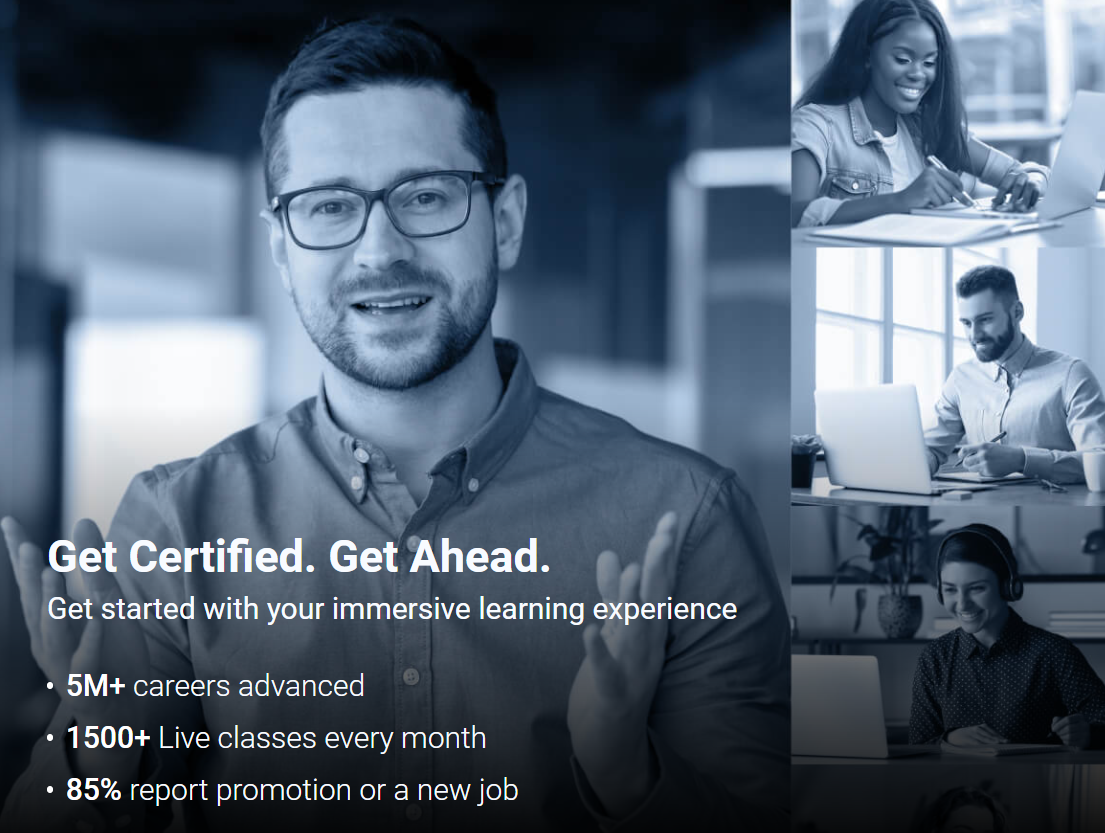 Get Certified. Get Ahead.
Get started with your immersive learning experience
• 5M+ careers advanced
• 1500+ Live classes every month
• 85% report promotion or a new job